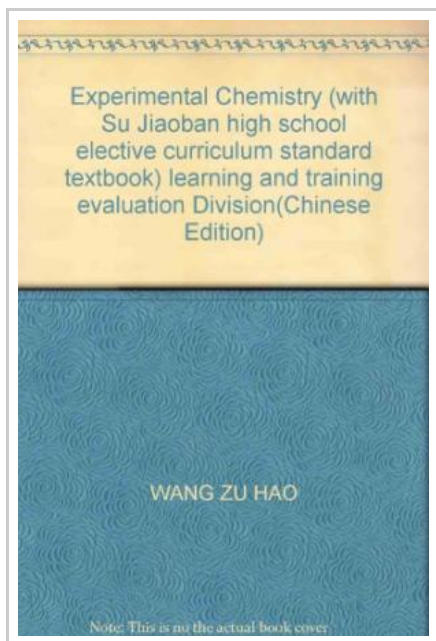 Experimental Chemistry (with
Su Jiaoban high school
elective curriculum standard
textbook) learning and training
evaluation Division(Chinese
Edition)
WANG ZU HAO
Note: This is no the actual book cover